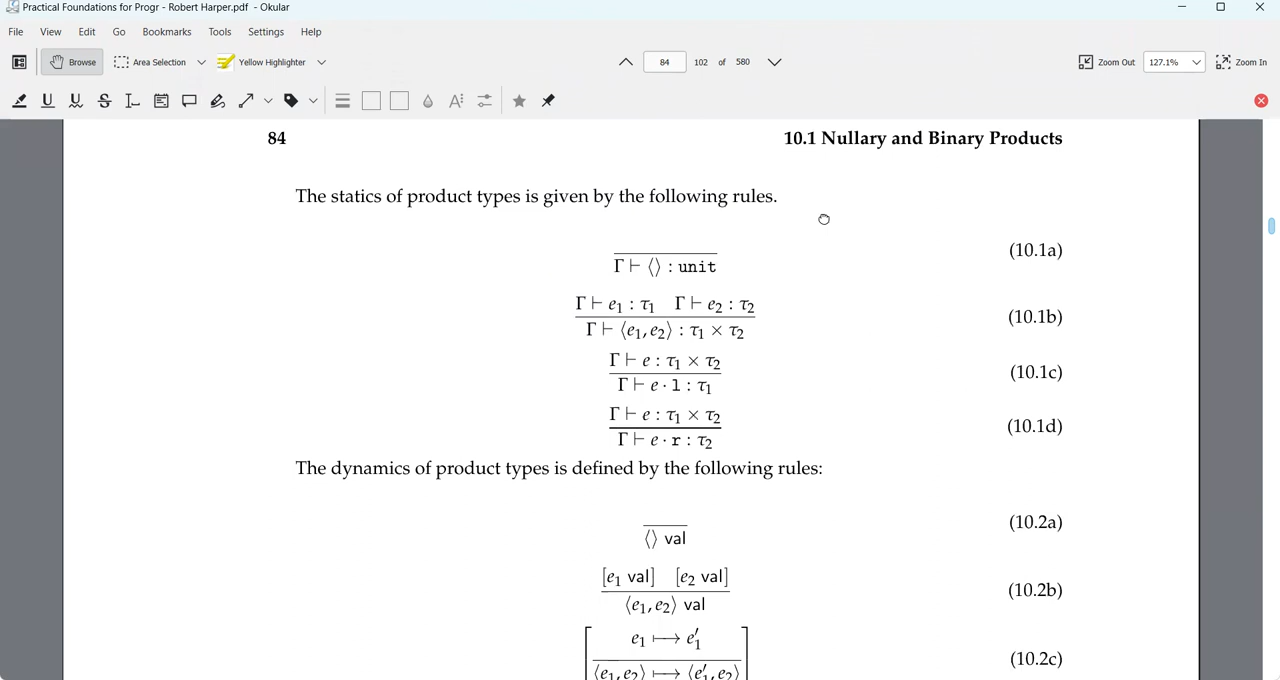 Practical Foundations for Progr - Robert Harper.pdf - Okular
File View Edit Go Bookmarks Tools Settings Help
Browse Area Selection Yellow Highlighter 84 102 of 580 Zoom Out 127.1% Zoom In
84 10.1 Nullary and Binary Products
The statics of product types is given by the following rules.
Γ ⊢ ⟨⟩ : unit (10.1a)
Γ ⊢ e₁ : τ₁ Γ ⊢ e₂ : τ₂
Γ ⊢ ⟨e₁, e₂⟩ : τ₁ × τ₂ (10.1b)
Γ ⊢ e : τ₁ × τ₂
Γ ⊢ e · l : τ₁ (10.1c)
Γ ⊢ e : τ₁ × τ₂
Γ ⊢ e · r : τ₂ (10.1d)
The dynamics of product types is defined by the following rules:
⟨⟩ val (10.2a)
[e₁ val] [e₂ val]
⟨e₁, e₂⟩ val (10.2b)
e₁ ⟼ e₁′
⟨e₁, e₂⟩ ⟼ ⟨e₁′, e₂⟩ (10.2c)